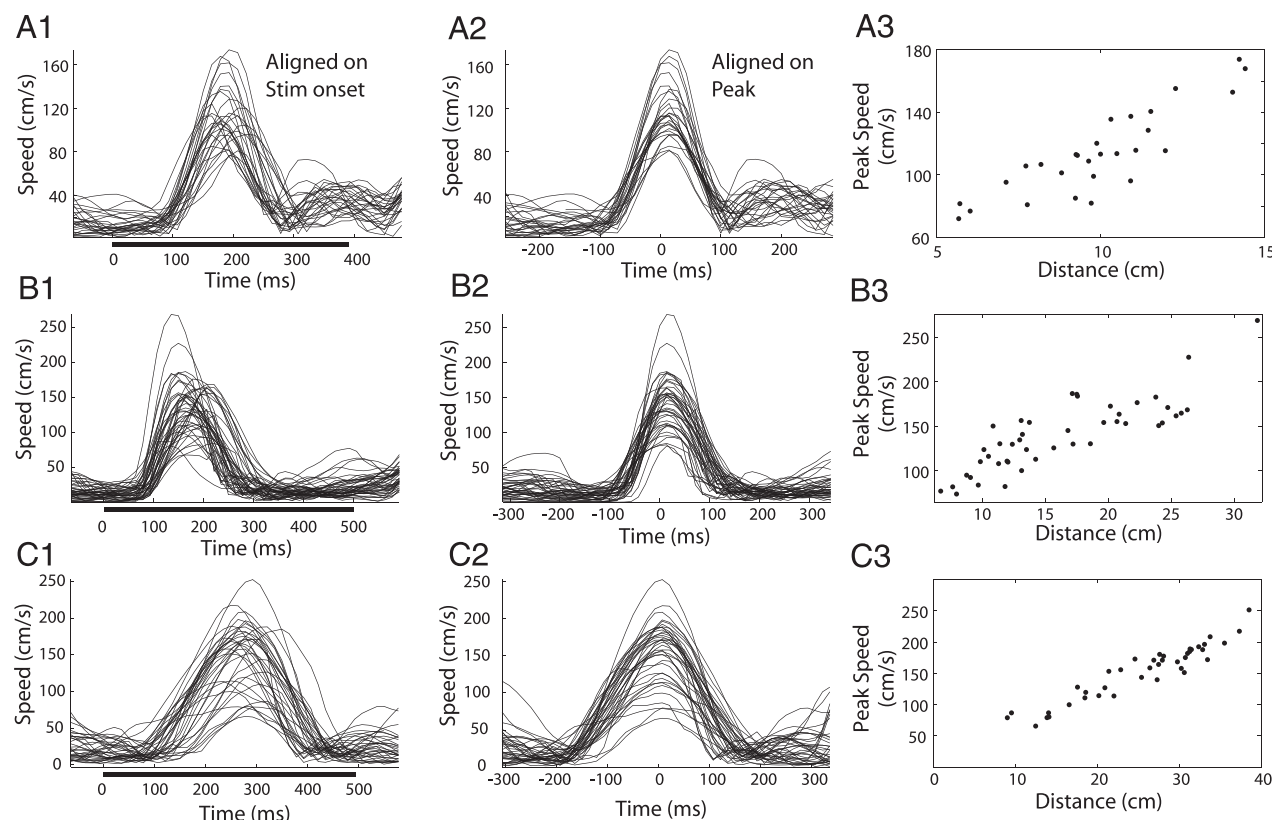 A1
Aligned on
Stim onset
Speed (cm/s)
160
120
80
40
0
100
200
300
400
Time (ms)
A2
Aligned on
Peak
Speed (cm/s)
160
120
80
40
-200
-100
0
100
200
Time (ms)
A3
Peak Speed
(cm/s)
180
140
100
60
5
10
15
Distance (cm)
B1
Speed (cm/s)
250
200
150
100
50
0
100
200
300
400
500
Time (ms)
B2
Speed (cm/s)
250
200
150
100
50
-300
-200
-100
0
100
200
300
Time (ms)
B3
Peak Speed
(cm/s)
250
200
150
100
10
15
20
25
30
Distance (cm)
C1
Speed (cm/s)
250
200
150
100
50
0
0
100
200
300
400
500
Time (ms)
C2
Speed (cm/s)
250
200
150
100
50
0
-300
-200
-100
0
100
200
300
Time (ms)
C3
Peak Speed
(cm/s)
250
200
150
100
50
0
10
20
30
40
Distance (cm)